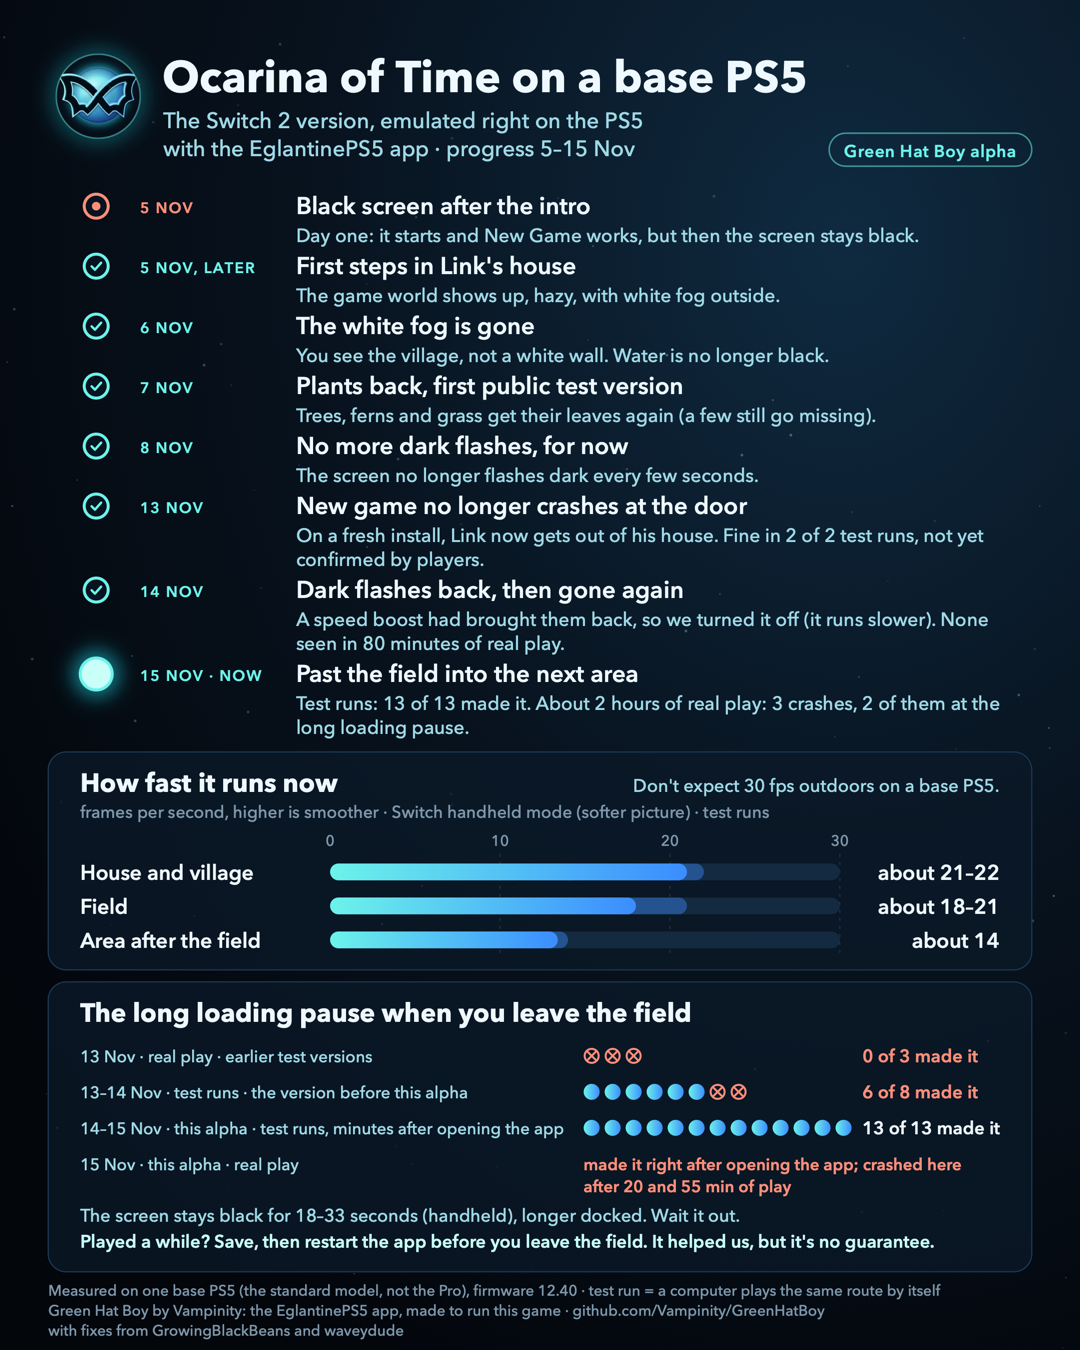 Ocarina of Time on a base PS5
The Switch 2 version, emulated right on the PS5
with the EglantinePS5 app · progress 5–15 Nov
Green Hat Boy alpha
5 NOV
Black screen after the intro
Day one: it starts and New Game works, but then the screen stays black.
5 NOV, LATER
First steps in Link's house
The game world shows up, hazy, with white fog outside.
6 NOV
The white fog is gone
You see the village, not a white wall. Water is no longer black.
7 NOV
Plants back, first public test version
Trees, ferns and grass get their leaves again (a few still go missing).
8 NOV
No more dark flashes, for now
The screen no longer flashes dark every few seconds.
13 NOV
New game no longer crashes at the door
On a fresh install, Link now gets out of his house. Fine in 2 of 2 test runs, not yet
confirmed by players.
14 NOV
Dark flashes back, then gone again
A speed boost had brought them back, so we turned it off (it runs slower). None
seen in 80 minutes of real play.
15 NOV · NOW
Past the field into the next area
Test runs: 13 of 13 made it. About 2 hours of real play: 3 crashes, 2 of them at the
long loading pause.
How fast it runs now
Don't expect 30 fps outdoors on a base PS5.
frames per second, higher is smoother · Switch handheld mode (softer picture) · test runs
0 10 20 30
House and village about 21–22
Field about 18–21
Area after the field about 14
The long loading pause when you leave the field
13 Nov · real play · earlier test versions 0 of 3 made it
13–14 Nov · test runs · the version before this alpha 6 of 8 made it
14–15 Nov · this alpha · test runs, minutes after opening the app 13 of 13 made it
15 Nov · this alpha · real play made it right after opening the app; crashed here
after 20 and 55 min of play
The screen stays black for 18–33 seconds (handheld), longer docked. Wait it out.
Played a while? Save, then restart the app before you leave the field. It helped us, but it's no guarantee.
Measured on one base PS5 (the standard model, not the Pro), firmware 12.40 · test run = a computer plays the same route by itself
Green Hat Boy by Vampinity: the EglantinePS5 app, made to run this game · github.com/Vampinity/GreenHatBoy
with fixes from GrowingBlackBeans and waveydude